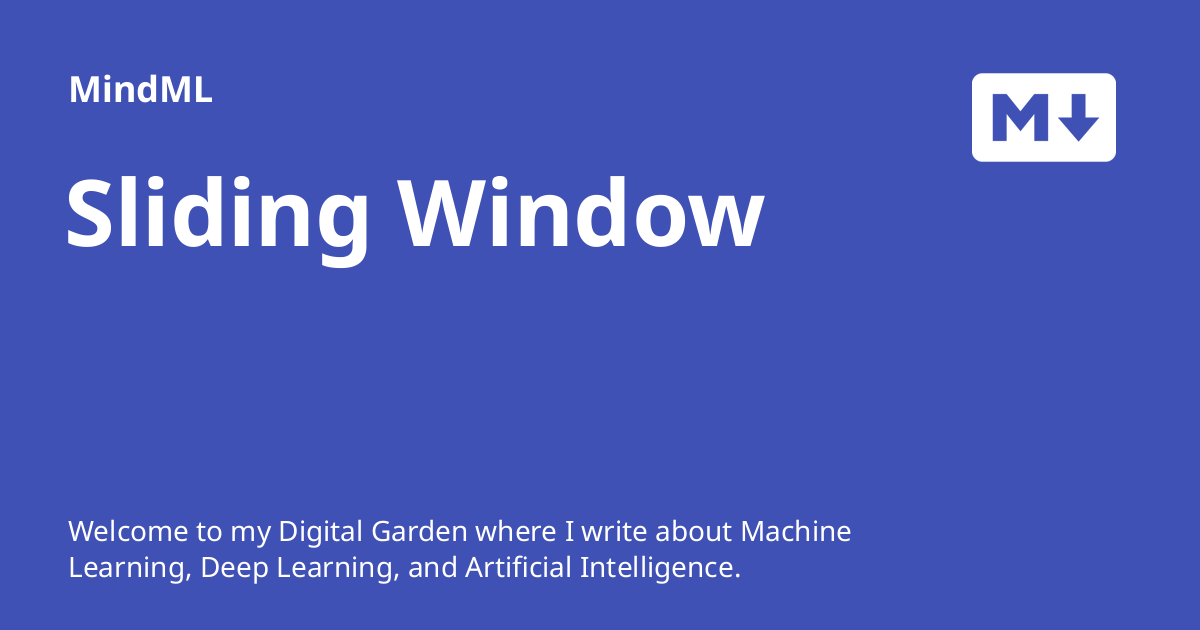 MindML
M
Sliding Window
Welcome to my Digital Garden where I write about Machine
Learning, Deep Learning, and Artificial Intelligence.